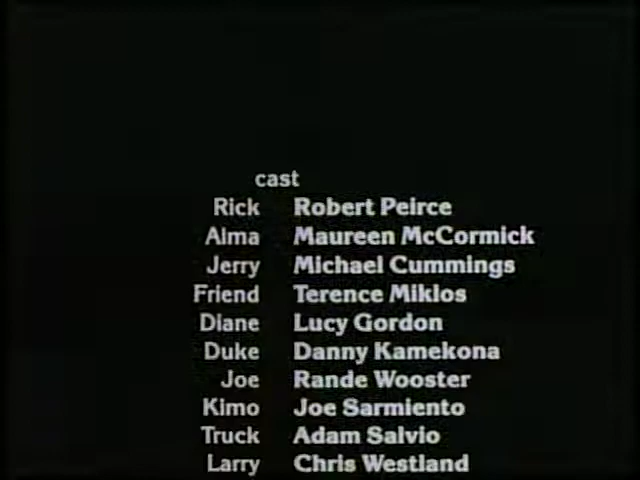 cast
Rick Robert Peirce
Alma Maureen McCormick
Jerry Michael Cummings
Friend Terence Miklos
Diane Lucy Gordon
Duke Danny Kamekona
Joe Rande Wooster
Kimo Joe Sarmiento
Truck Adam Salvio
Larry Chris Westland